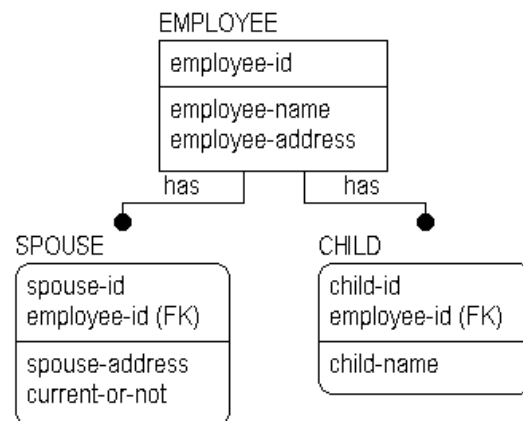 EMPLOYEE
employee-id
employee-name
employee-address
has
has
SPOUSE
spouse-id
employee-id (FK)
spouse-address
current-or-not
CHILD
child-id
employee-id (FK)
child-name